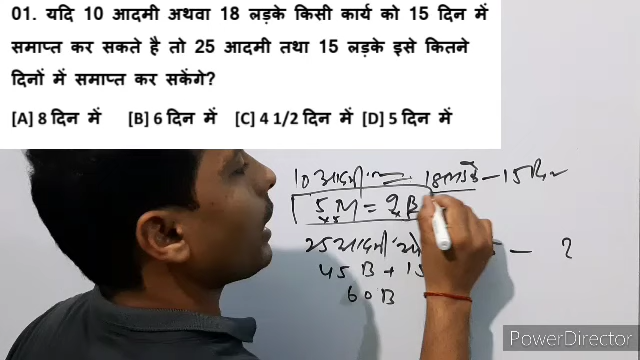 01. यदि 10 आदमी अथवा 18 लड़के किसी कार्य को 15 दिन में
समाप्त कर सकते है तो 25 आदमी तथा 15 लड़के इसे कितने
दिनों में समाप्त कर सकेंगे?
[A] 8 दिन में [B] 6 दिन में [C] 4 1/2 दिन में [D] 5 दिन में
10 आदमी = 18 लड़के – 15 दिन
5 M = 9 B
25 आदमी – ?
45 B + 15
60 B
PowerDirector